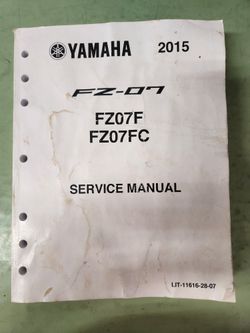 YAMAHA 2015
FZ-07
FZ07F
FZ07FC
SERVICE MANUAL
LIT-11616-28-07